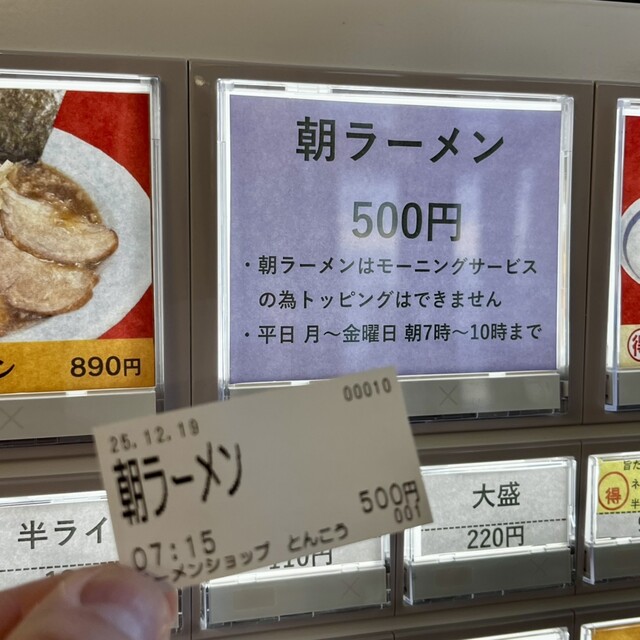 朝ラーメン
500円
・朝ラーメンはモーニングサービス
の為トッピングはできません
・平日 月～金曜日 朝7時～10時まで
ン 890円
得
00010
25.12.19
朝ラーメン
500円
001
07:15
ーメンショップ とんこう
半ライ
110円
大盛
220円
得